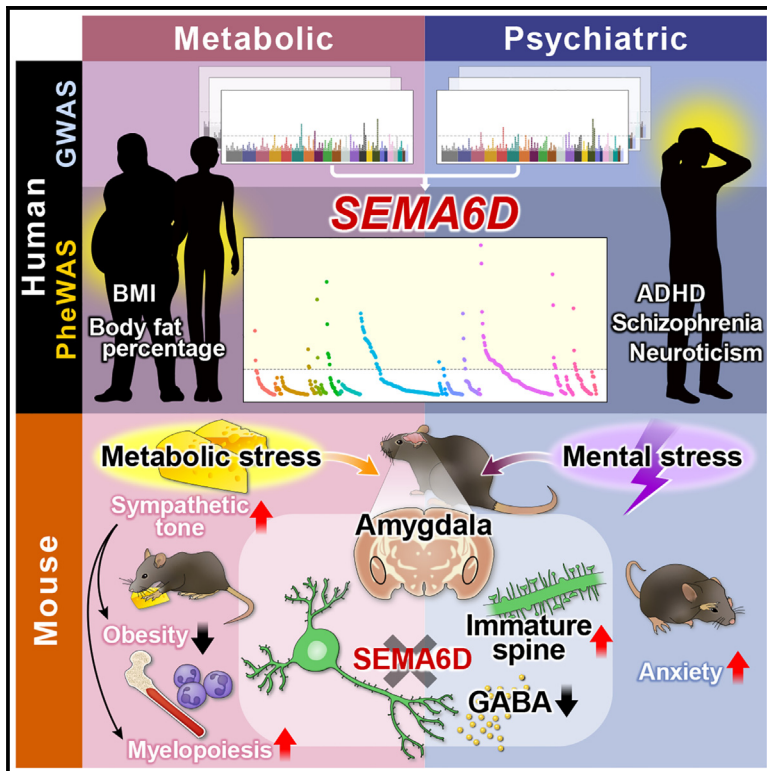 Metabolic
Psychiatric
Human
GWAS
PheWAS
SEMA6D
BMI
Body fat
percentage
ADHD
Schizophrenia
Neuroticism
Mouse
Metabolic stress
Mental stress
Sympathetic
tone
Amygdala
Obesity
SEMA6D
Immature
spine
GABA
Anxiety
Myelopoiesis